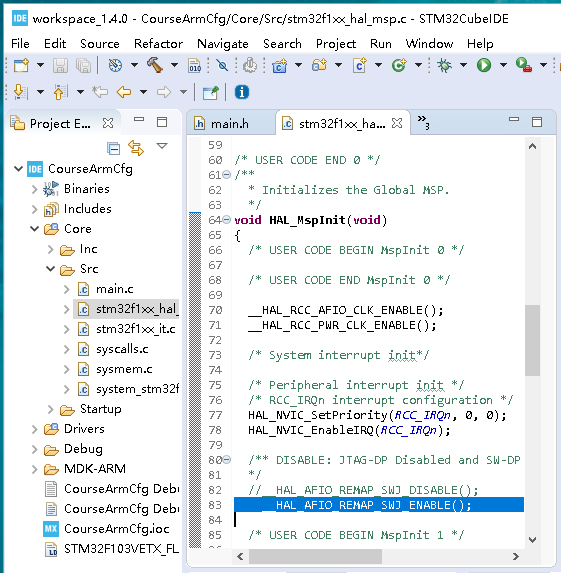 workspace_1.4.0 - CourseArmCfg/Core/Src/stm32f1xx_hal_msp.c - STM32CubeIDE
File Edit Source Refactor Navigate Search Project Run Window Help
Project E...
main.h
stm32f1xx_ha...
»3
CourseArmCfg
Binaries
Includes
Core
Inc
Src
main.c
stm32f1xx_hal_
stm32f1xx_it.c
syscalls.c
sysmem.c
system_stm32f
Startup
Drivers
Debug
MDK-ARM
CourseArmCfg Debu
CourseArmCfg Debu
CourseArmCfg.ioc
STM32F103VETX_FL
59
60 /* USER CODE END 0 */
61 /**
62 * Initializes the Global MSP.
63 */
64 void HAL_MspInit(void)
65 {
66 /* USER CODE BEGIN MspInit 0 */
67
68 /* USER CODE END MspInit 0 */
69
70 __HAL_RCC_AFIO_CLK_ENABLE();
71 __HAL_RCC_PWR_CLK_ENABLE();
72
73 /* System interrupt init*/
74
75 /* Peripheral interrupt init */
76 /* RCC_IRQn interrupt configuration */
77 HAL_NVIC_SetPriority(RCC_IRQn, 0, 0);
78 HAL_NVIC_EnableIRQ(RCC_IRQn);
79
80 /** DISABLE: JTAG-DP Disabled and SW-DP
81 */
82 //__HAL_AFIO_REMAP_SWJ_DISABLE();
83 __HAL_AFIO_REMAP_SWJ_ENABLE();
84
85 /* USER CODE BEGIN MspInit 1 */